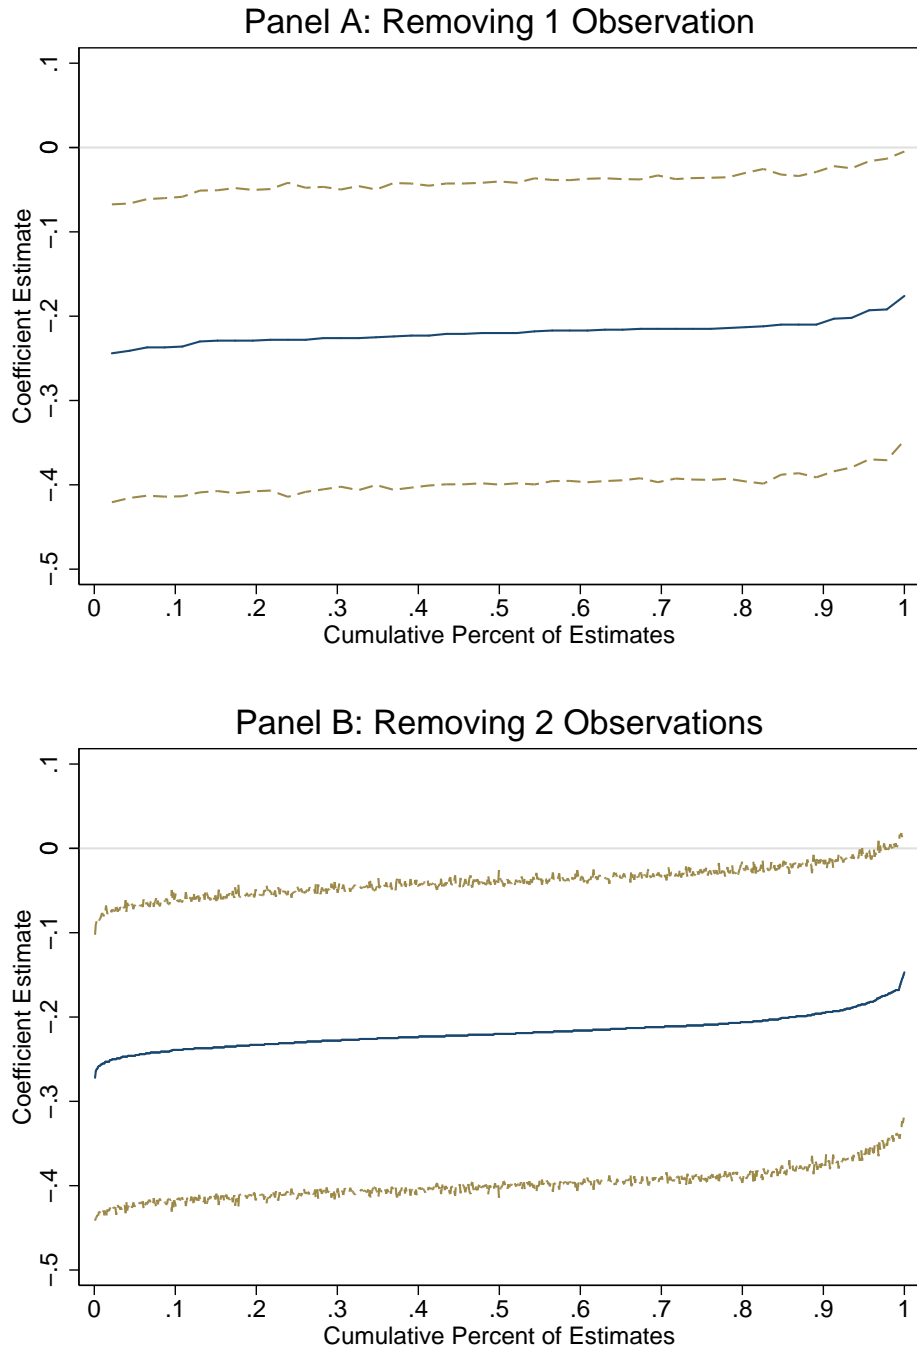 Panel A: Removing 1 Observation
Coefficient Estimate
.1
0
−.1
−.2
−.3
−.4
−.5
0 .1 .2 .3 .4 .5 .6 .7 .8 .9 1
Cumulative Percent of Estimates
Panel B: Removing 2 Observations
Coefficient Estimate
.1
0
−.1
−.2
−.3
−.4
−.5
0 .1 .2 .3 .4 .5 .6 .7 .8 .9 1
Cumulative Percent of Estimates